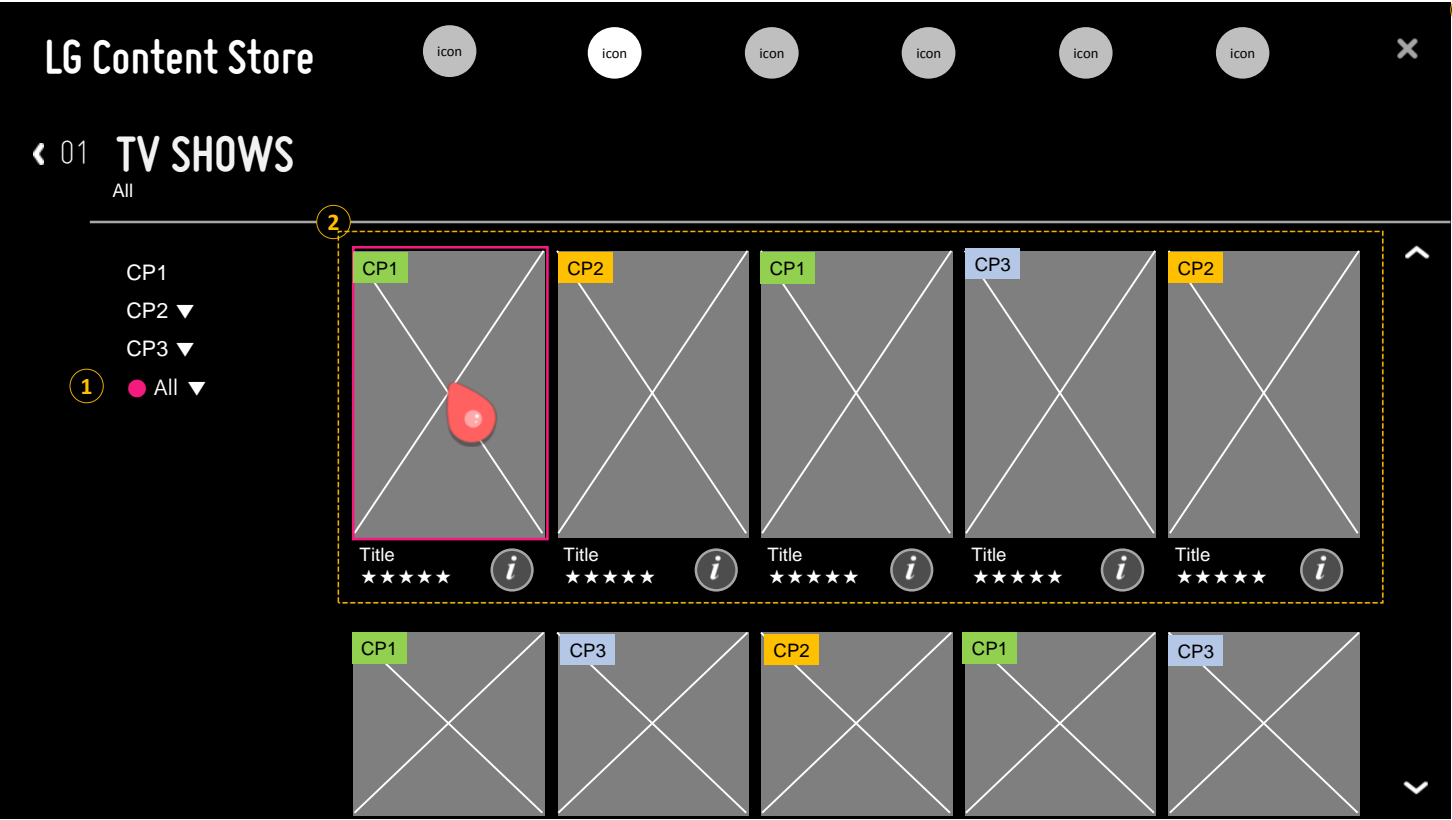 LG Content Store
icon
icon
icon
icon
icon
icon
01 TV SHOWS
All
2
CP1
CP2 ▼
CP3 ▼
1
All ▼
CP1
CP2
CP1
CP3
CP2
Title
★★★★★
i
Title
★★★★★
i
Title
★★★★★
i
Title
★★★★★
i
Title
★★★★★
i
CP1
CP3
CP2
CP1
CP3